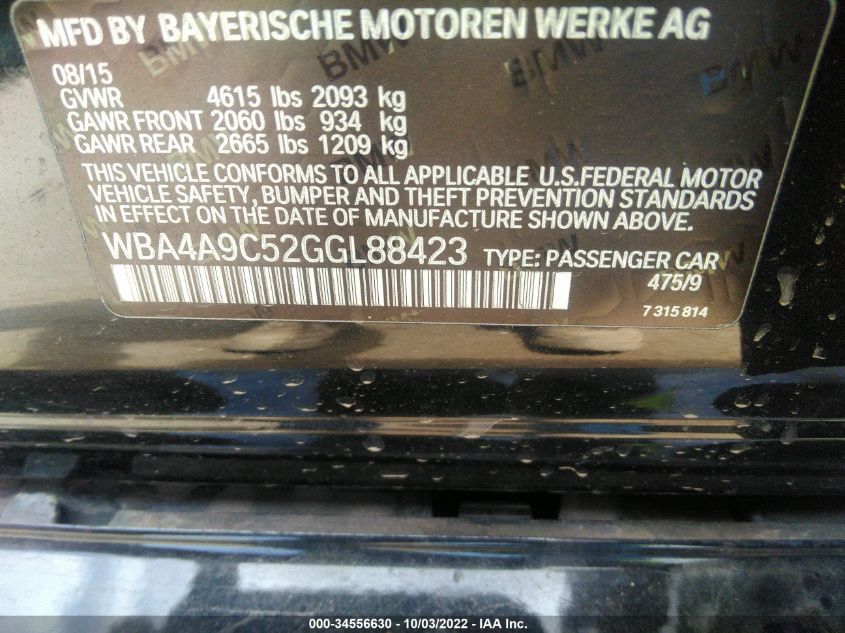 MFD BY BAYERISCHE MOTOREN WERKE AG
08/15
GVWR 4615 lbs 2093 kg
GAWR FRONT 2060 lbs 934 kg
GAWR REAR 2665 lbs 1209 kg
THIS VEHICLE CONFORMS TO ALL APPLICABLE U.S.FEDERAL MOTOR
VEHICLE SAFETY, BUMPER AND THEFT PREVENTION STANDARDS
IN EFFECT ON THE DATE OF MANUFACTURE SHOWN ABOVE.
WBA4A9C52GGL88423 TYPE: PASSENGER CAR
475/9
7 315 814
000-34556630 - 10/03/2022 - IAA Inc.